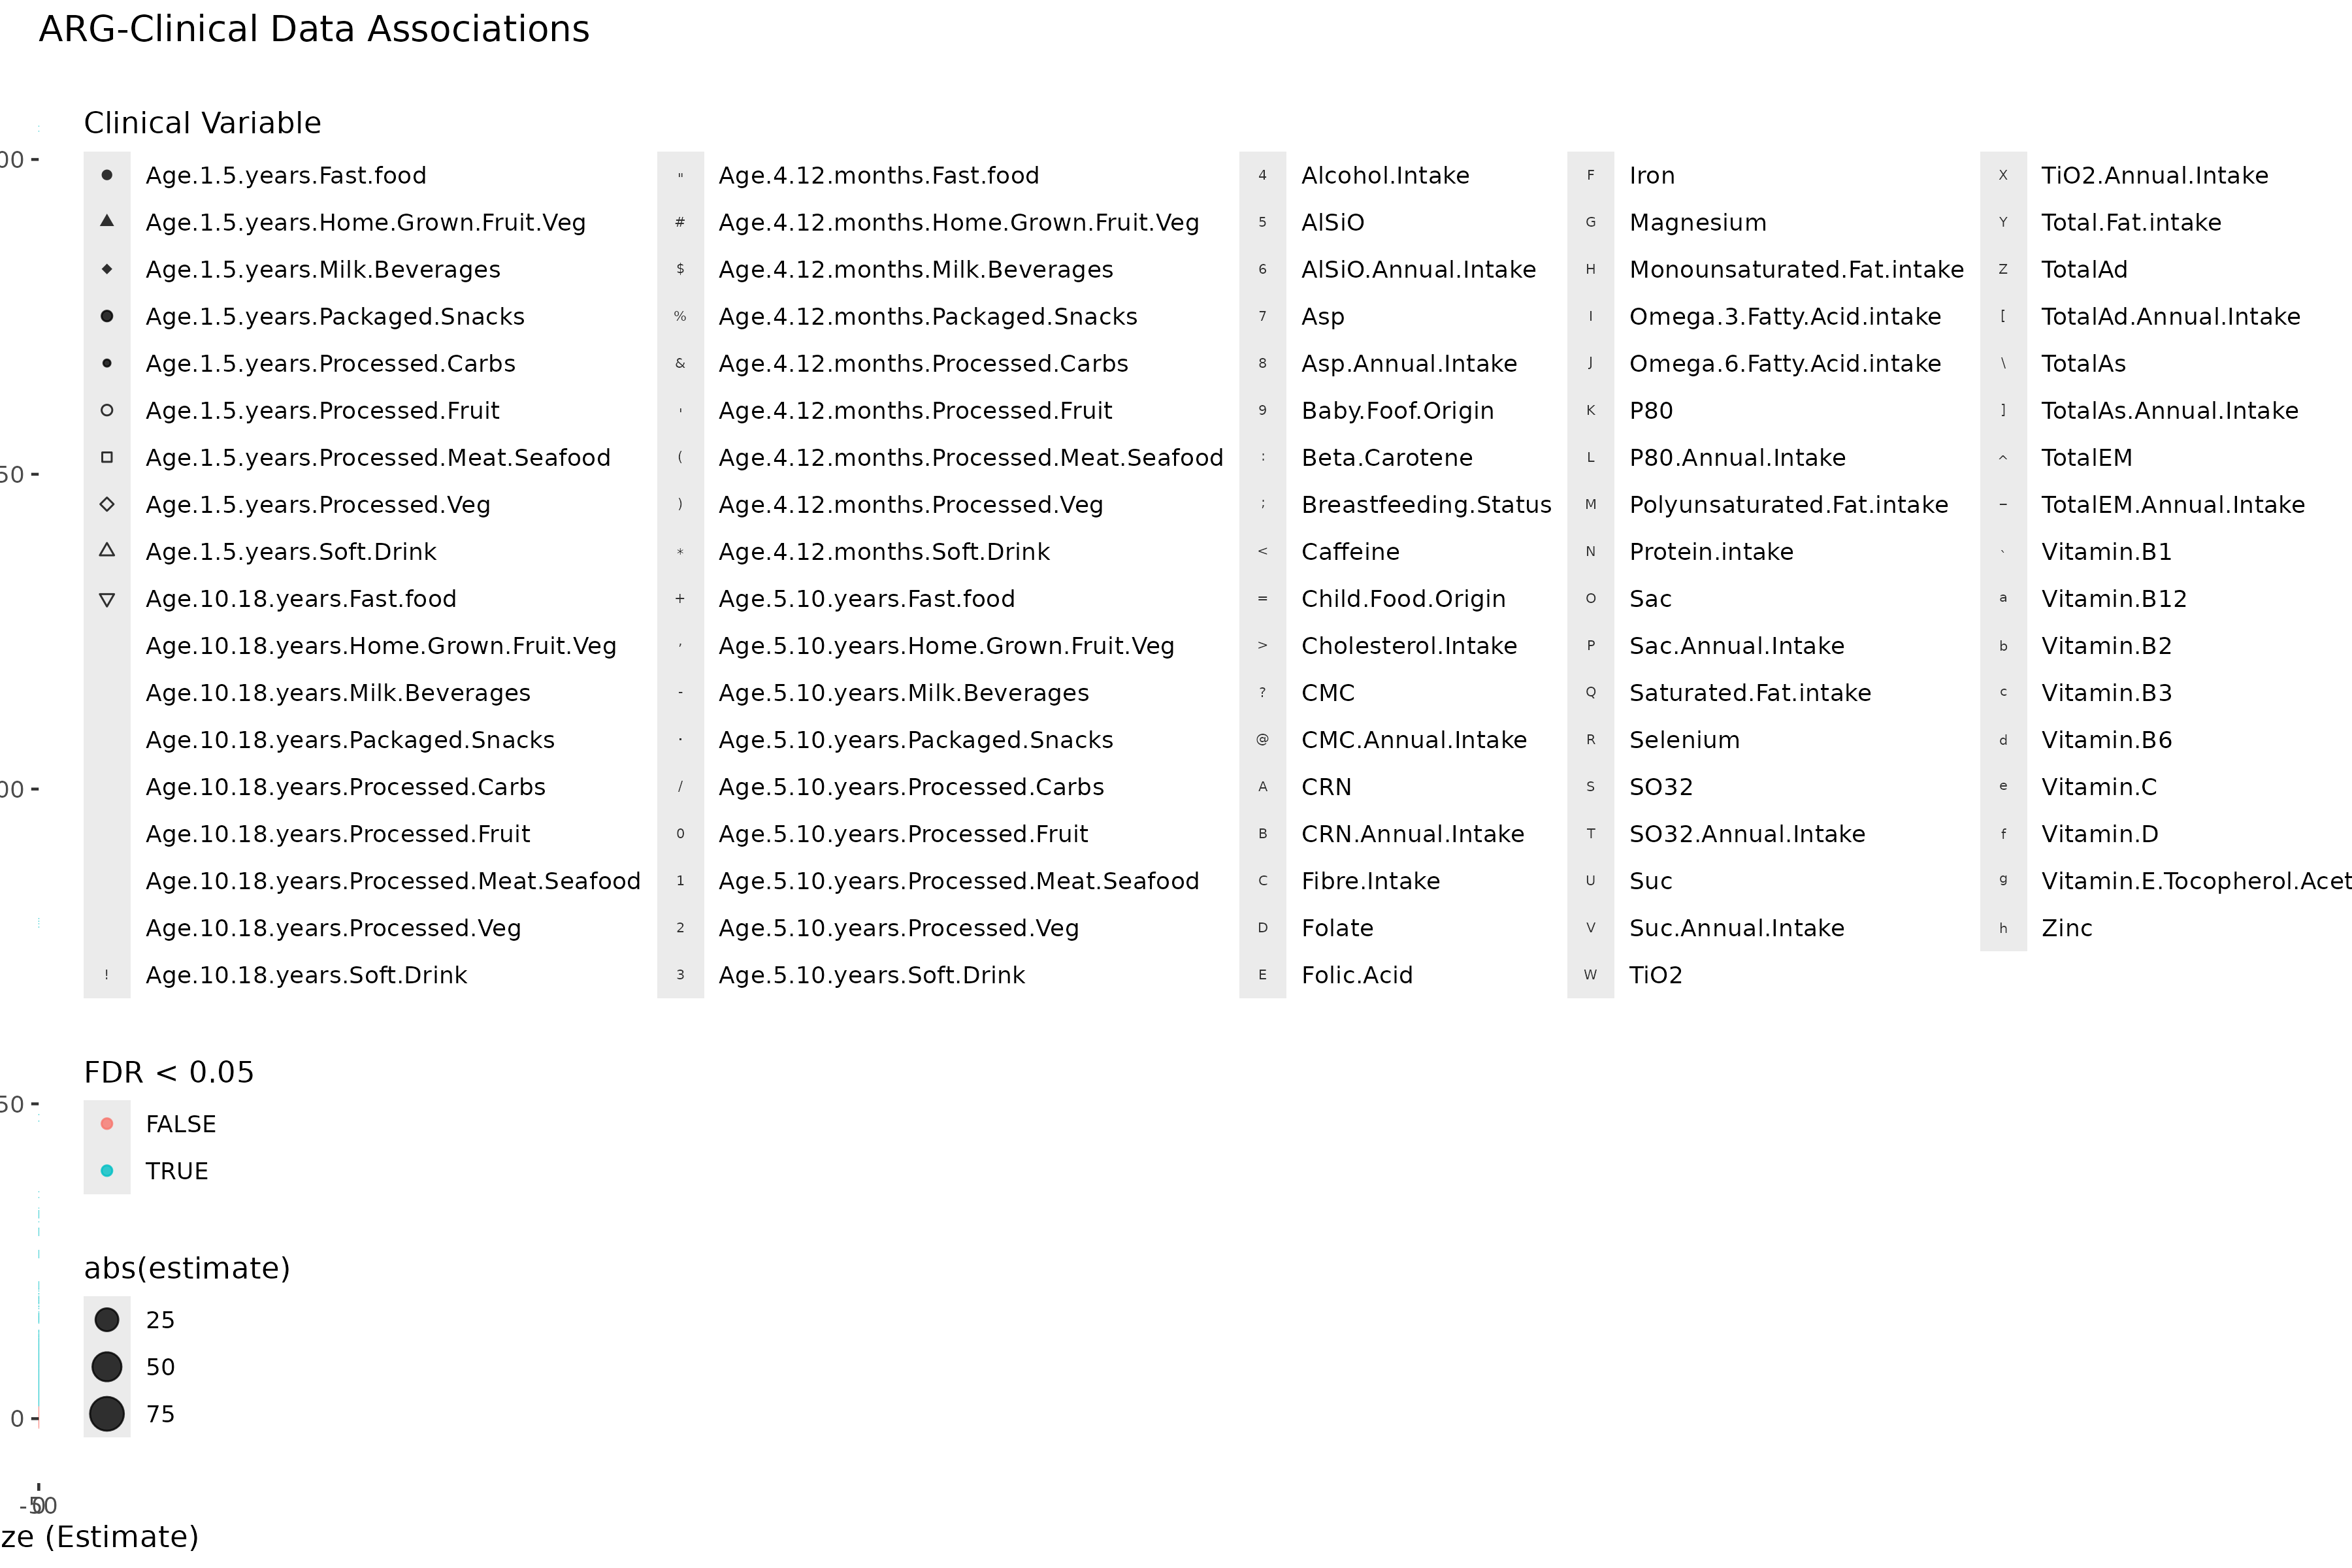 ARG-Clinical Data Associations
Clinical Variable
Age.1.5.years.Fast.food
Age.1.5.years.Home.Grown.Fruit.Veg
Age.1.5.years.Milk.Beverages
Age.1.5.years.Packaged.Snacks
Age.1.5.years.Processed.Carbs
Age.1.5.years.Processed.Fruit
Age.1.5.years.Processed.Meat.Seafood
Age.1.5.years.Processed.Veg
Age.1.5.years.Soft.Drink
Age.10.18.years.Fast.food
Age.10.18.years.Home.Grown.Fruit.Veg
Age.10.18.years.Milk.Beverages
Age.10.18.years.Packaged.Snacks
Age.10.18.years.Processed.Carbs
Age.10.18.years.Processed.Fruit
Age.10.18.years.Processed.Meat.Seafood
Age.10.18.years.Processed.Veg
! Age.10.18.years.Soft.Drink
" Age.4.12.months.Fast.food
# Age.4.12.months.Home.Grown.Fruit.Veg
$ Age.4.12.months.Milk.Beverages
% Age.4.12.months.Packaged.Snacks
& Age.4.12.months.Processed.Carbs
' Age.4.12.months.Processed.Fruit
( Age.4.12.months.Processed.Meat.Seafood
) Age.4.12.months.Processed.Veg
* Age.4.12.months.Soft.Drink
+ Age.5.10.years.Fast.food
, Age.5.10.years.Home.Grown.Fruit.Veg
- Age.5.10.years.Milk.Beverages
. Age.5.10.years.Packaged.Snacks
/ Age.5.10.years.Processed.Carbs
0 Age.5.10.years.Processed.Fruit
1 Age.5.10.years.Processed.Meat.Seafood
2 Age.5.10.years.Processed.Veg
3 Age.5.10.years.Soft.Drink
4 Alcohol.Intake
5 AlSiO
6 AlSiO.Annual.Intake
7 Asp
8 Asp.Annual.Intake
9 Baby.Foof.Origin
: Beta.Carotene
; Breastfeeding.Status
< Caffeine
= Child.Food.Origin
> Cholesterol.Intake
? CMC
@ CMC.Annual.Intake
A CRN
B CRN.Annual.Intake
C Fibre.Intake
D Folate
E Folic.Acid
F Iron
G Magnesium
H Monounsaturated.Fat.intake
I Omega.3.Fatty.Acid.intake
J Omega.6.Fatty.Acid.intake
K P80
L P80.Annual.Intake
M Polyunsaturated.Fat.intake
N Protein.intake
O Sac
P Sac.Annual.Intake
Q Saturated.Fat.intake
R Selenium
S SO32
T SO32.Annual.Intake
U Suc
V Suc.Annual.Intake
W TiO2
X TiO2.Annual.Intake
Y Total.Fat.intake
Z TotalAd
[ TotalAd.Annual.Intake
\ TotalAs
] TotalAs.Annual.Intake
^ TotalEM
_ TotalEM.Annual.Intake
` Vitamin.B1
a Vitamin.B12
b Vitamin.B2
c Vitamin.B3
d Vitamin.B6
e Vitamin.C
f Vitamin.D
g Vitamin.E.Tocopherol.Acet
h Zinc
FDR < 0.05
FALSE
TRUE
abs(estimate)
25
50
75
00
50
00
50
0
-50
0
ze (Estimate)